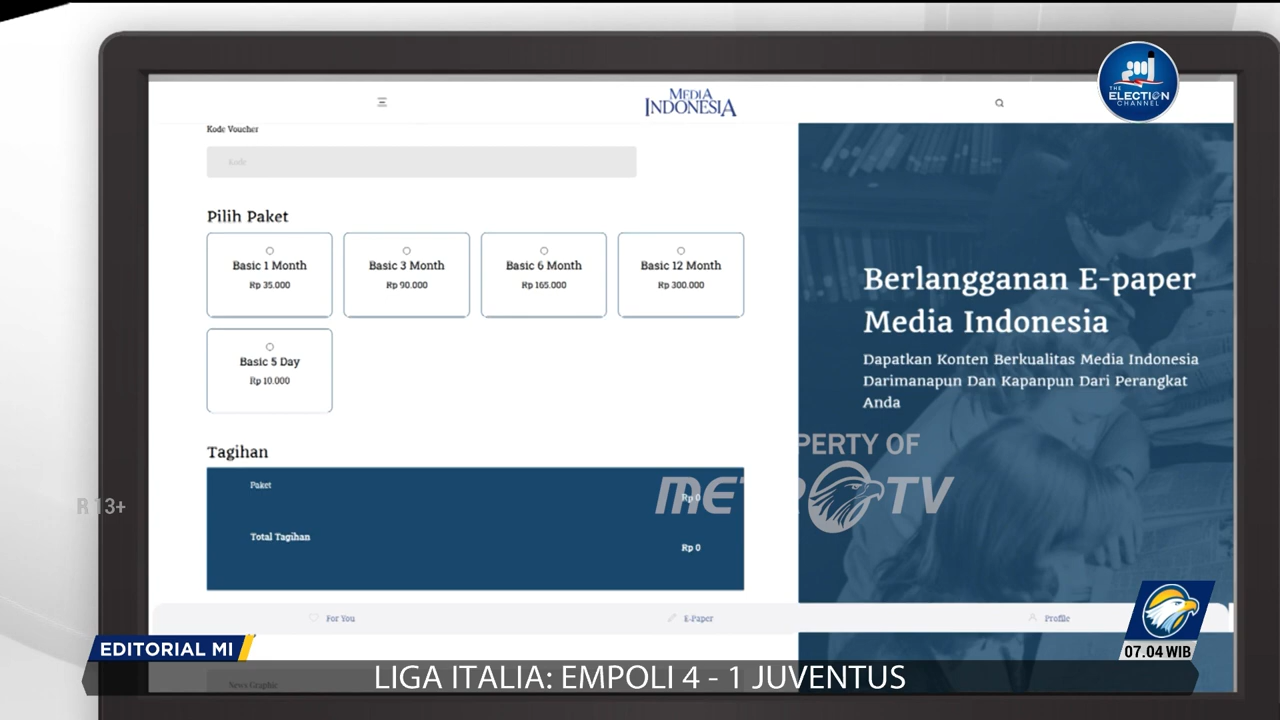 MEDIA
INDONESIA
THE
ELECTION
CHANNEL
Kode Voucher
Kode
Pilih Paket
Basic 1 Month
Rp 35.000
Basic 3 Month
Rp 90.000
Basic 6 Month
Rp 165.000
Basic 12 Month
Rp 300.000
Basic 5 Day
Rp 10.000
Tagihan
Paket
Rp 0
Total Tagihan
Rp 0
Berlangganan E-paper
Media Indonesia
Dapatkan Konten Berkualitas Media Indonesia
Darimanapun Dan Kapanpun Dari Perangkat
Anda
PERTY OF
METRO TV
R 13+
For You
E-Paper
Profile
EDITORIAL MI
07.04 WIB
News Graphic
LIGA ITALIA: EMPOLI 4 - 1 JUVENTUS